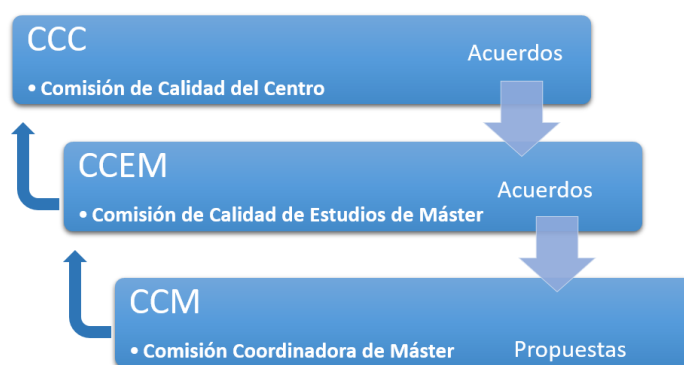 CCC
Acuerdos
• Comisión de Calidad del Centro
CCEM
Acuerdos
• Comisión de Calidad de Estudios de Máster
CCM
• Comisión Coordinadora de Máster
Propuestas